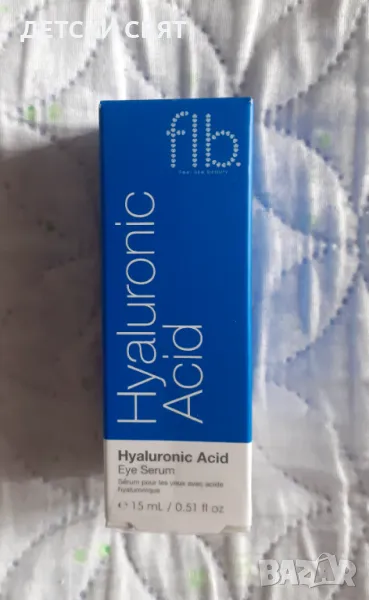 ДЕТСКИ СВЯТ
flb.
Hyaluronic
Acid
Hyaluronic Acid
Eye Serum
Sérum pour les yeux avec acide
hyaluronique
℮ 15 mL / 0.51 fl oz
BAZAR